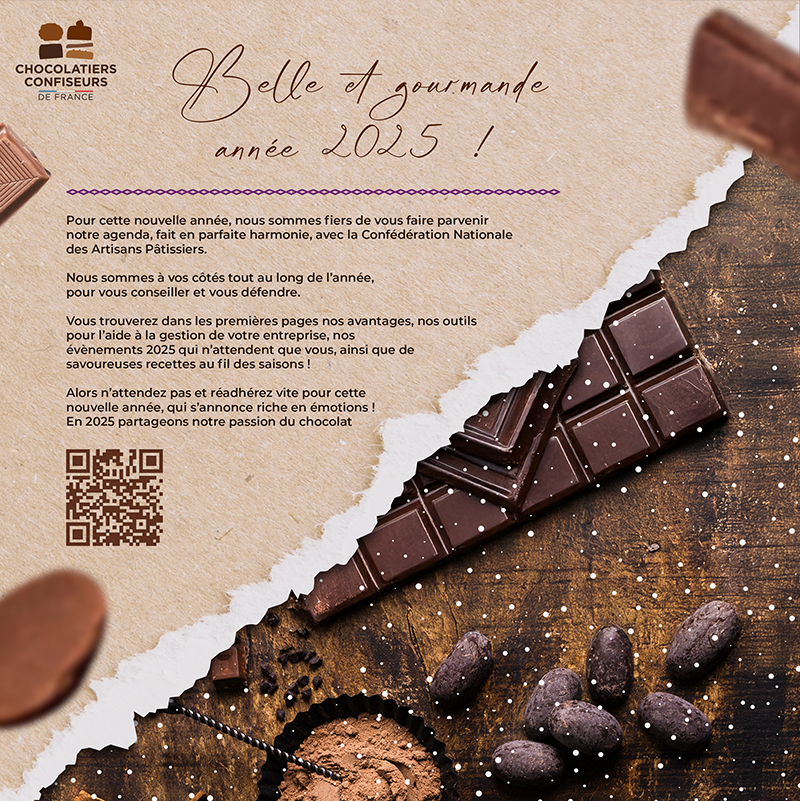 CHOCOLATIERS
CONFISEURS
DE FRANCE
Belle et gourmande
année 2025 !
Pour cette nouvelle année, nous sommes fiers de vous faire parvenir
notre agenda, fait en parfaite harmonie, avec la Confédération Nationale
des Artisans Pâtissiers.
Nous sommes à vos côtés tout au long de l'année,
pour vous conseiller et vous défendre.
Vous trouverez dans les premières pages nos avantages, nos outils
pour l'aide à la gestion de votre entreprise, nos
évènements 2025 qui n'attendent que vous, ainsi que de
savoureuses recettes au fil des saisons !
Alors n'attendez pas et réadhérez vite pour cette
nouvelle année, qui s'annonce riche en émotions !
En 2025 partageons notre passion du chocolat